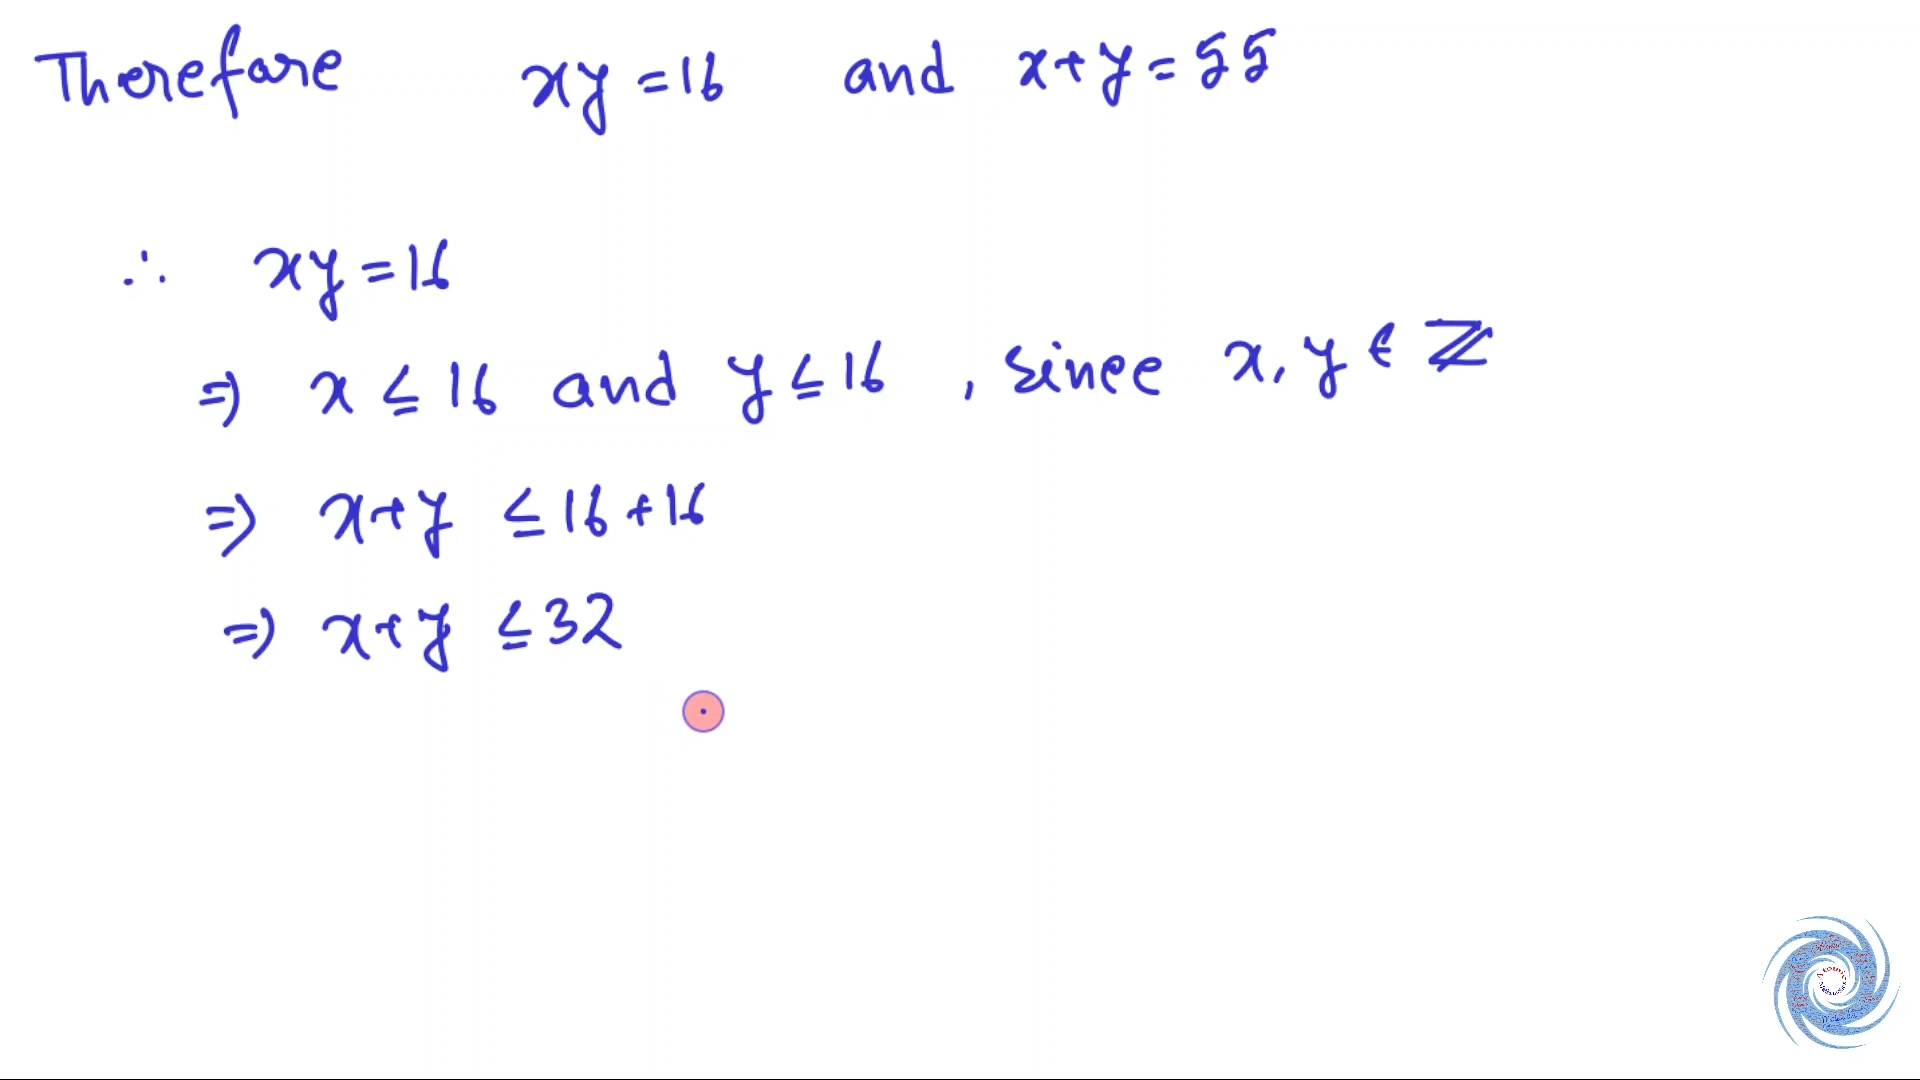 Therefore xy = 16 and x+y = 55
∴ xy = 16
⇒ x ≤ 16 and y ≤ 16 , since x, y ∈ ℤ
⇒ x+y ≤ 16 + 16
⇒ x+y ≤ 32